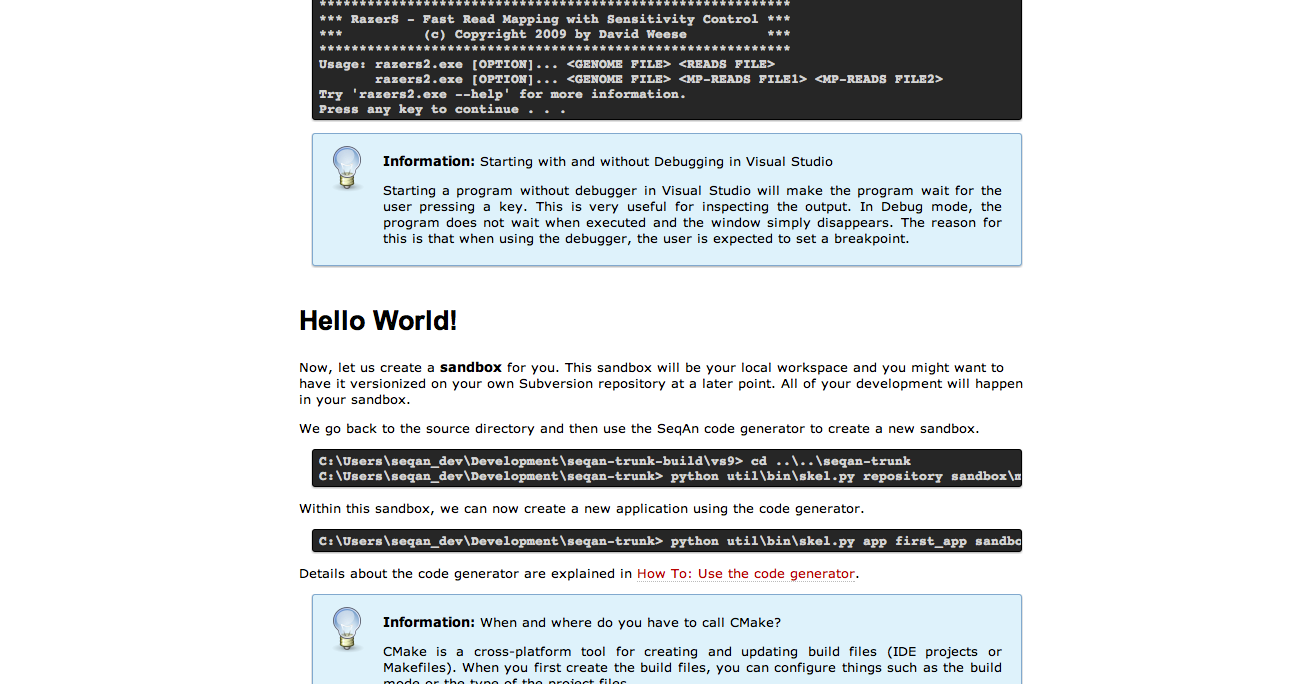 ***********************************************************
*** RazerS - Fast Read Mapping with Sensitivity Control ***
***          (c) Copyright 2009 by David Weese          ***
***********************************************************
Usage: razers2.exe [OPTION]... <GENOME FILE> <READS FILE>
       razers2.exe [OPTION]... <GENOME FILE> <MP-READS FILE1> <MP-READS FILE2>
Try 'razers2.exe --help' for more information.
Press any key to continue . . .
Information: Starting with and without Debugging in Visual Studio
Starting a program without debugger in Visual Studio will make the program wait for the
user pressing a key. This is very useful for inspecting the output. In Debug mode, the
program does not wait when executed and the window simply disappears. The reason for
this is that when using the debugger, the user is expected to set a breakpoint.
Hello World!
Now, let us create a sandbox for you. This sandbox will be your local workspace and you might want to
have it versionized on your own Subversion repository at a later point. All of your development will happen
in your sandbox.
We go back to the source directory and then use the SeqAn code generator to create a new sandbox.
C:\Users\seqan_dev\Development\seqan-trunk-build\vs9> cd ..\..\seqan-trunk
C:\Users\seqan_dev\Development\seqan-trunk> python util\bin\skel.py repository sandbox\m
Within this sandbox, we can now create a new application using the code generator.
C:\Users\seqan_dev\Development\seqan-trunk> python util\bin\skel.py app first_app sandbo
Details about the code generator are explained in How To: Use the code generator.
Information: When and where do you have to call CMake?
CMake is a cross-platform tool for creating and updating build files (IDE projects or
Makefiles). When you first create the build files, you can configure things such as the build
mode or the type of the project files.